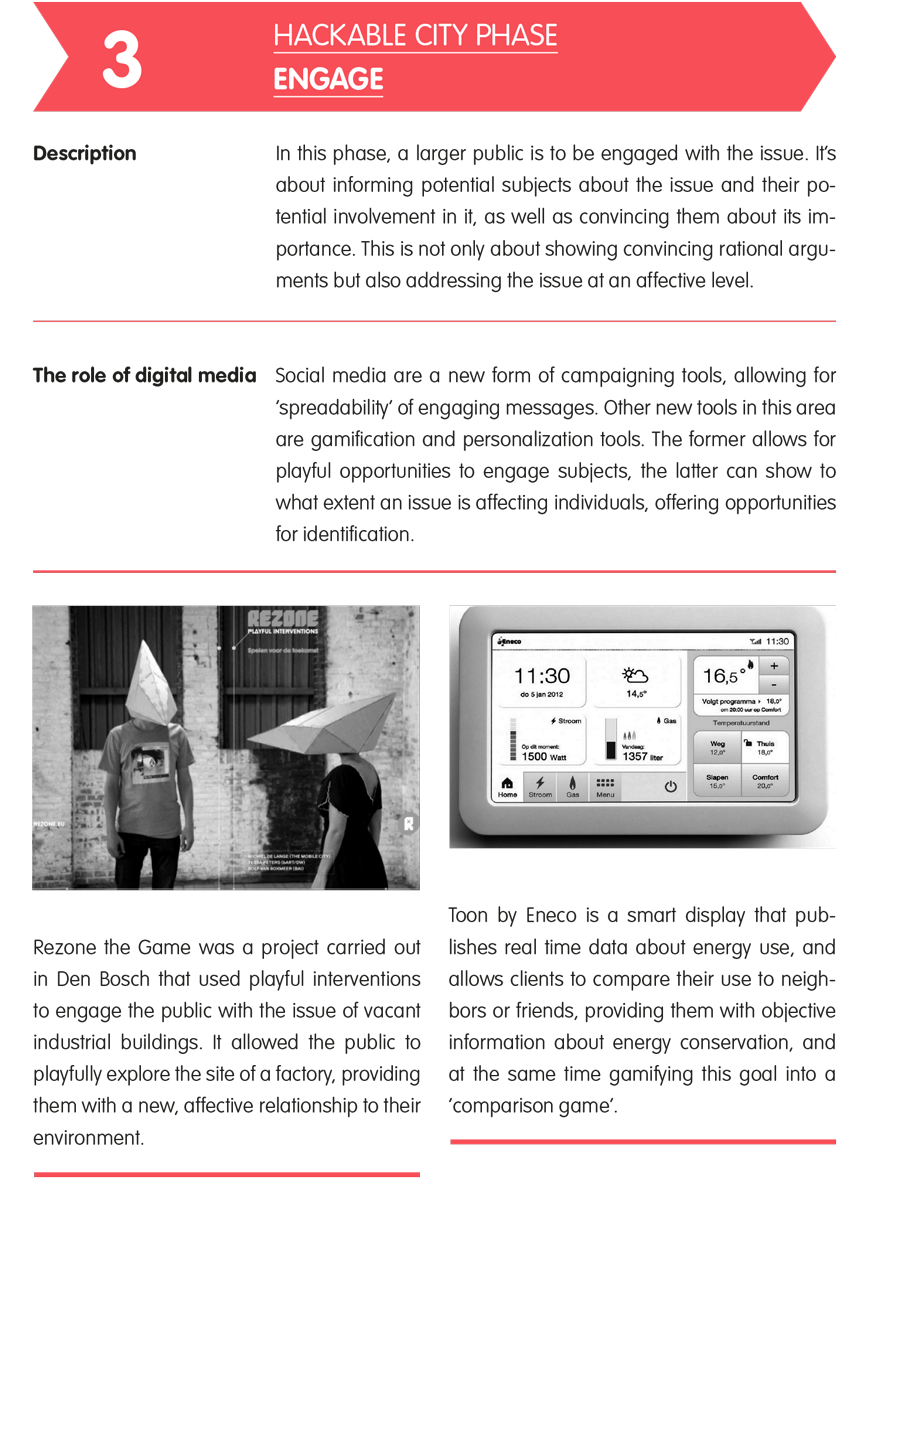 3
HACKABLE CITY PHASE
ENGAGE
Description
In this phase, a larger public is to be engaged with the issue. It's
about informing potential subjects about the issue and their po-
tential involvement in it, as well as convincing them about its im-
portance. This is not only about showing convincing rational argu-
ments but also addressing the issue at an affective level.
The role of digital media
Social media are a new form of campaigning tools, allowing for
'spreadability' of engaging messages. Other new tools in this area
are gamification and personalization tools. The former allows for
playful opportunities to engage subjects, the latter can show to
what extent an issue is affecting individuals, offering opportunities
for identification.
REZONE
PLAYFUL INTERVENTIONS
Spelen voor de toekomst
REZONE.EU
R
Eneco
11:30
11:30
do 5 jan 2012
14,5°
16,5°
+
-
Volgt programma 18,0°
om 20:00 uur op Comfort
Temperatuurstand
Stroom
Op dit moment:
1500 Watt
Gas
Vandaag:
1357 liter
Weg
12,0°
Thuis
18,0°
Slapen
15,0°
Comfort
20,0°
Home
Stroom
Gas
Menu
Rezone the Game was a project carried out
in Den Bosch that used playful interventions
to engage the public with the issue of vacant
industrial buildings. It allowed the public to
playfully explore the site of a factory, providing
them with a new, affective relationship to their
environment.
Toon by Eneco is a smart display that pub-
lishes real time data about energy use, and
allows clients to compare their use to neigh-
bors or friends, providing them with objective
information about energy conservation, and
at the same time gamifying this goal into a
'comparison game'.